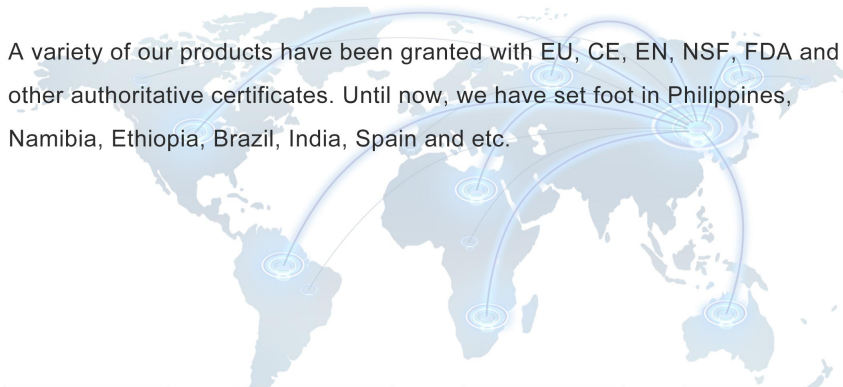 A variety of our products have been granted with EU, CE, EN, NSF, FDA and
other authoritative certificates. Until now, we have set foot in Philippines,
Namibia, Ethiopia, Brazil, India, Spain and etc.